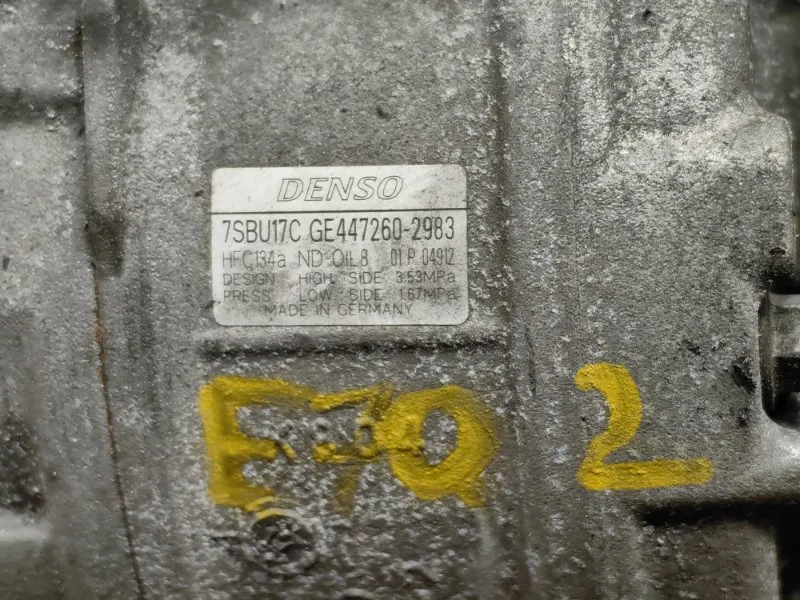 DENSO
7SBU17C GE447260-2983
HFC134a ND-OIL8 01 P 04912
DESIGN HIGH SIDE 3.53MPa
PRESS LOW SIDE 1.67MPa
MADE IN GERMANY
E70 2